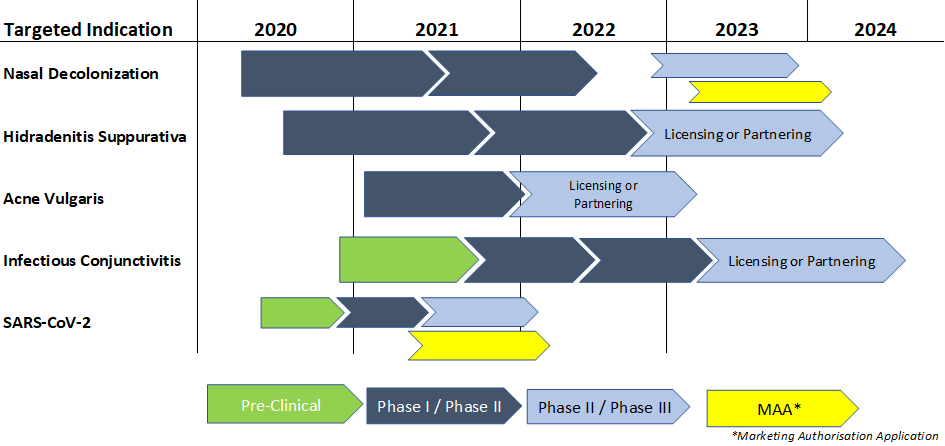 Targeted Indication 2020 2021 2022 2023 2024
Nasal Decolonization
Hidradenitis Suppurativa
Licensing or Partnering
Acne Vulgaris
Licensing or
Partnering
Infectious Conjunctivitis
Licensing or Partnering
SARS-CoV-2
Pre-Clinical Phase I / Phase II Phase II / Phase III MAA*
*Marketing Authorisation Application